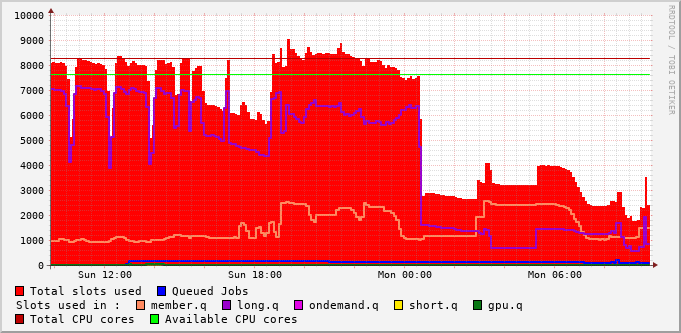 10000
9000
8000
7000
6000
5000
4000
3000
2000
1000
0
Sun 12:00 Sun 18:00 Mon 00:00 Mon 06:00
RRDTOOL / TOBI OETIKER
Total slots used Queued Jobs
Slots used in : member.q long.q ondemand.q short.q gpu.q
Total CPU cores Available CPU cores